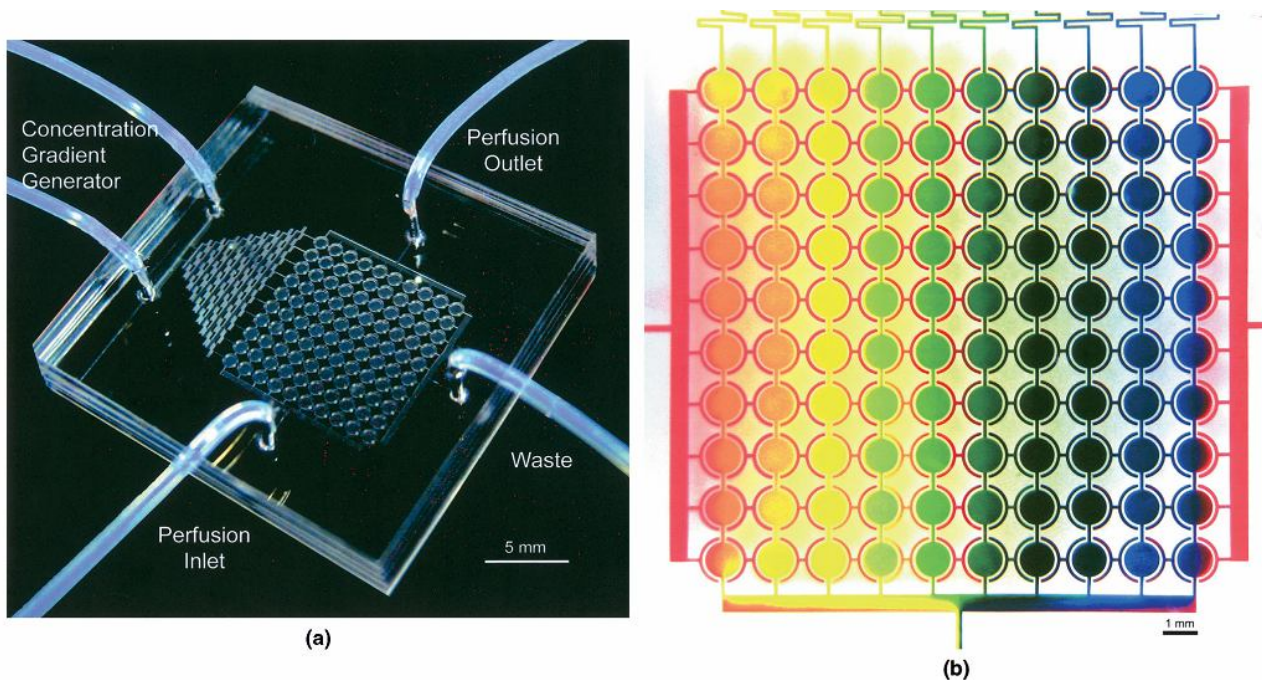 Concentration
Gradient
Generator
Perfusion
Outlet
Waste
Perfusion
Inlet
5 mm
(a)
1 mm
(b)